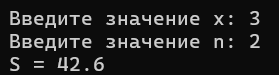 Введите значение x: 3
Введите значение n: 2
S = 42.6